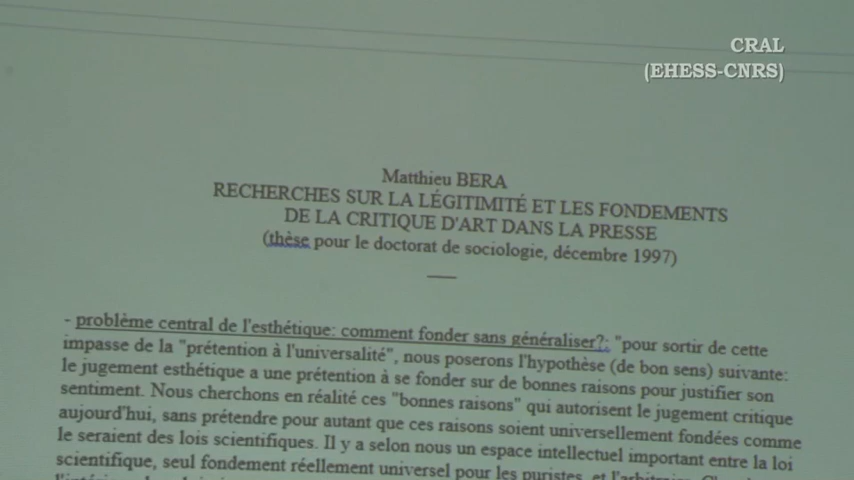 CRAL
(EHESS-CNRS)
Matthieu BERA
RECHERCHES SUR LA LÉGITIMITÉ ET LES FONDEMENTS
DE LA CRITIQUE D'ART DANS LA PRESSE
(thèse pour le doctorat de sociologie, décembre 1997)
- problème central de l'esthétique: comment fonder sans généraliser?: "pour sortir de cette
impasse de la "prétention à l'universalité", nous poserons l'hypothèse (de bon sens) suivante:
le jugement esthétique a une prétention à se fonder sur de bonnes raisons pour justifier son
sentiment. Nous cherchons en réalité ces "bonnes raisons" qui autorisent le jugement critique
aujourd'hui, sans prétendre pour autant que ces raisons soient universellement fondées comme
le seraient des lois scientifiques. Il y a selon nous un espace intellectuel important entre la loi
scientifique, seul fondement réellement universel pour les puristes, et l'arbitraire.